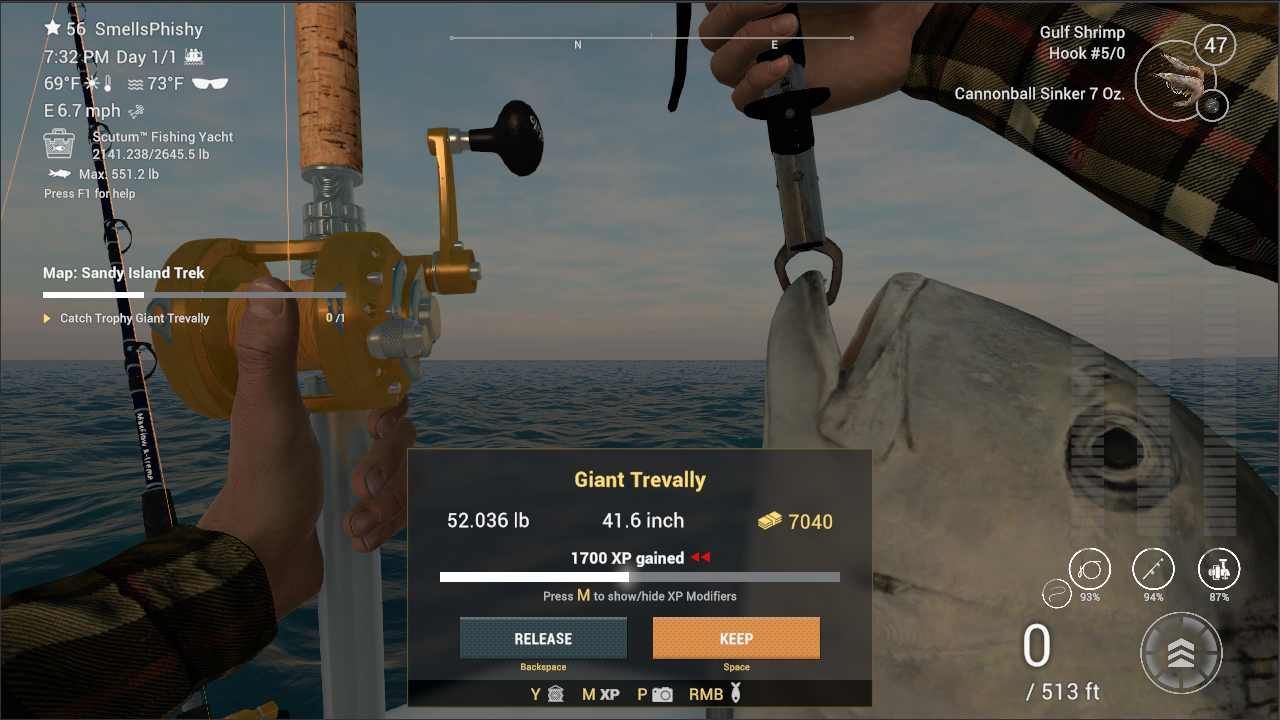 56 SmellsPhishy
7:32 PM Day 1/1
69°F 73°F
E 6.7 mph
Scutum™ Fishing Yacht
2141.238/2645.5 lb
Max: 551.2 lb
Press F1 for help
Map: Sandy Island Trek
Catch Trophy Giant Trevally 0 /1
N E
Gulf Shrimp
Hook #5/0
47
Cannonball Sinker 7 Oz.
MaxFlow X-treme
Giant Trevally
52.036 lb 41.6 inch 7040
1700 XP gained
Press M to show/hide XP Modifiers
RELEASE KEEP
Backspace Space
Y M XP P RMB
93% 94% 87%
0
/ 513 ft